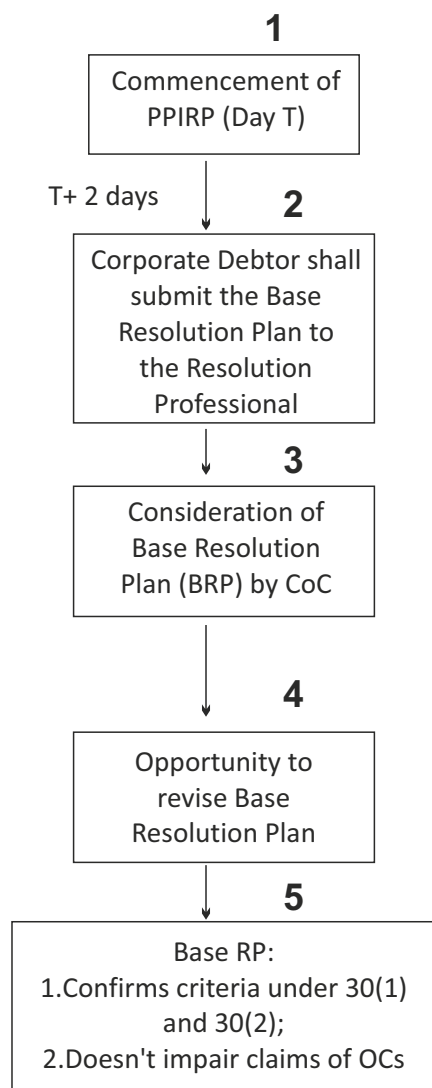 1
Commencement of
PPIRP (Day T)
T+ 2 days
2
Corporate Debtor shall
submit the Base
Resolution Plan to
the Resolution
Professional
3
Consideration of
Base Resolution
Plan (BRP) by CoC
4
Opportunity to
revise Base
Resolution Plan
5
Base RP:
1.Confirms criteria under 30(1)
and 30(2);
2.Doesn't impair claims of OCs